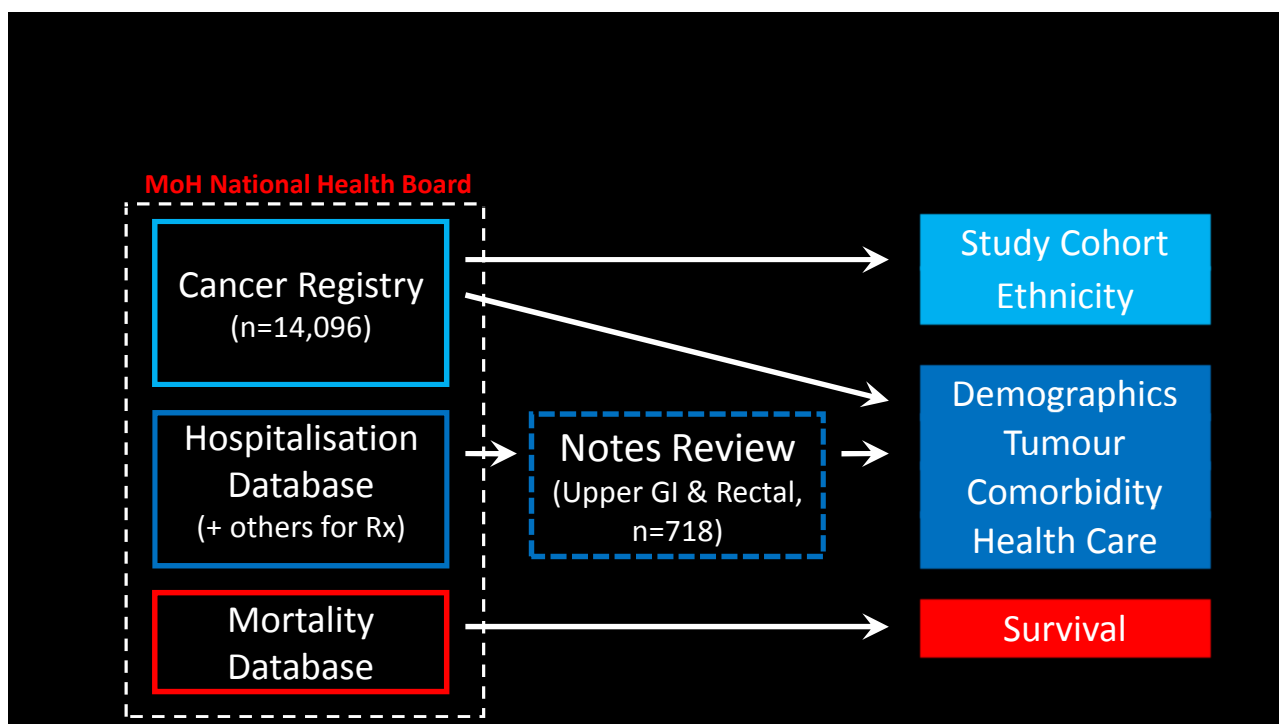 MoH National Health Board
Cancer Registry
(n=14,096)
Hospitalisation
Database
(+ others for Rx)
Mortality
Database
Notes Review
(Upper GI & Rectal,
n=718)
Study Cohort
Ethnicity
Demographics
Tumour
Comorbidity
Health Care
Survival